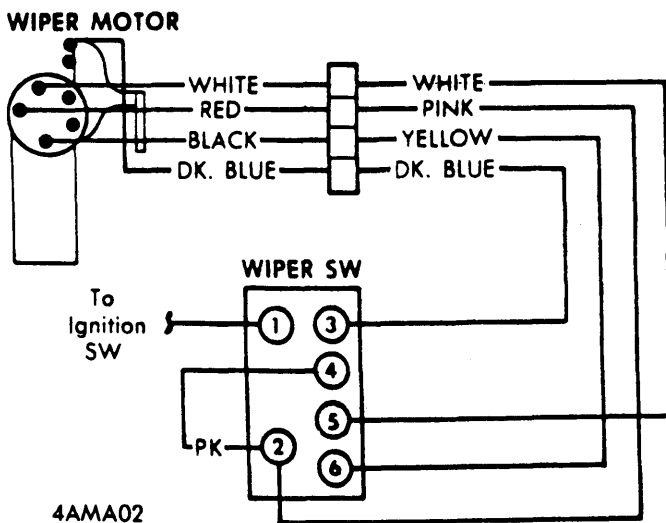 WIPER MOTOR
WHITE WHITE
RED PINK
BLACK YELLOW
DK. BLUE DK. BLUE
WIPER SW
To
Ignition
SW
1 3
4
5
PK 2
6
4AMA02